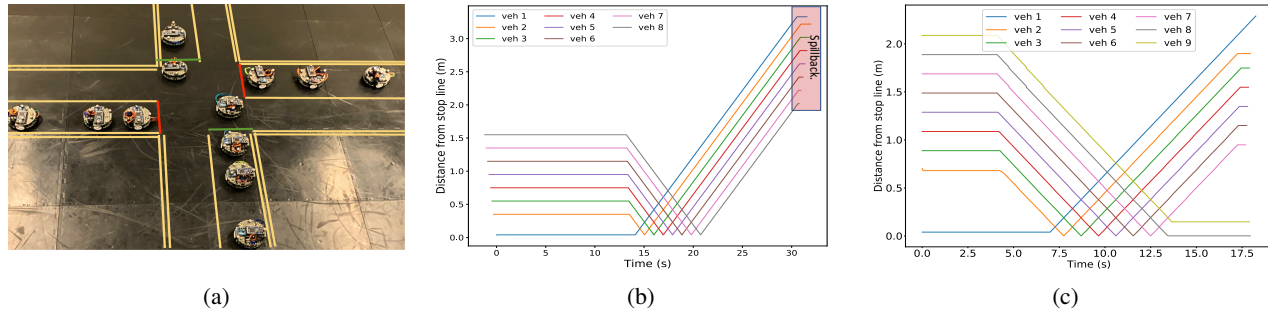 veh 1
veh 2
veh 3
veh 4
veh 5
veh 6
veh 7
veh 8
Spillback.
Distance from stop line (m)
3.0
2.5
2.0
1.5
1.0
0.5
0.0
0 5 10 15 20 25 30
Time (s)
veh 1
veh 2
veh 3
veh 4
veh 5
veh 6
veh 7
veh 8
veh 9
Distance from stop line (m)
2.0
1.5
1.0
0.5
0.0
0.0 2.5 5.0 7.5 10.0 12.5 15.0 17.5
Time (s)
(a)
(b)
(c)